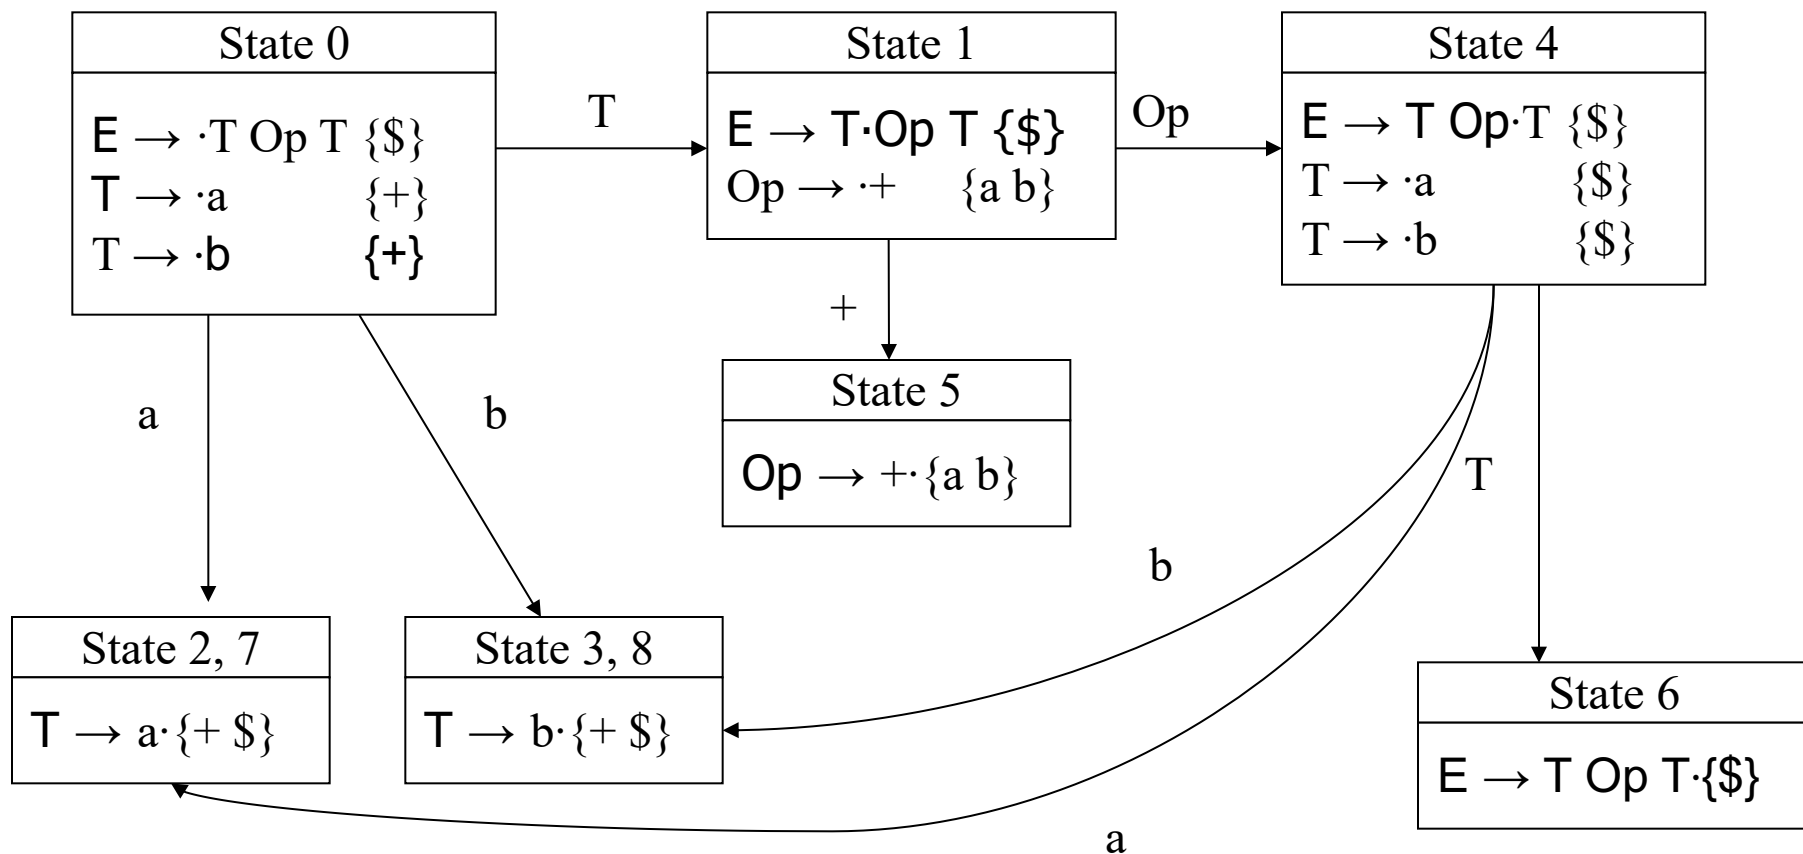 State 0
E → ·T Op T {$}
T → ·a {+}
T → ·b {+}
T
State 1
E → T·Op T {$}
Op → ·+ {a b}
Op
State 4
E → T Op·T {$}
T → ·a {$}
T → ·b {$}
+
a
b
State 5
Op → +·{a b}
T
b
State 2, 7
T → a·{+ $}
State 3, 8
T → b·{+ $}
State 6
E → T Op T·{$}
a